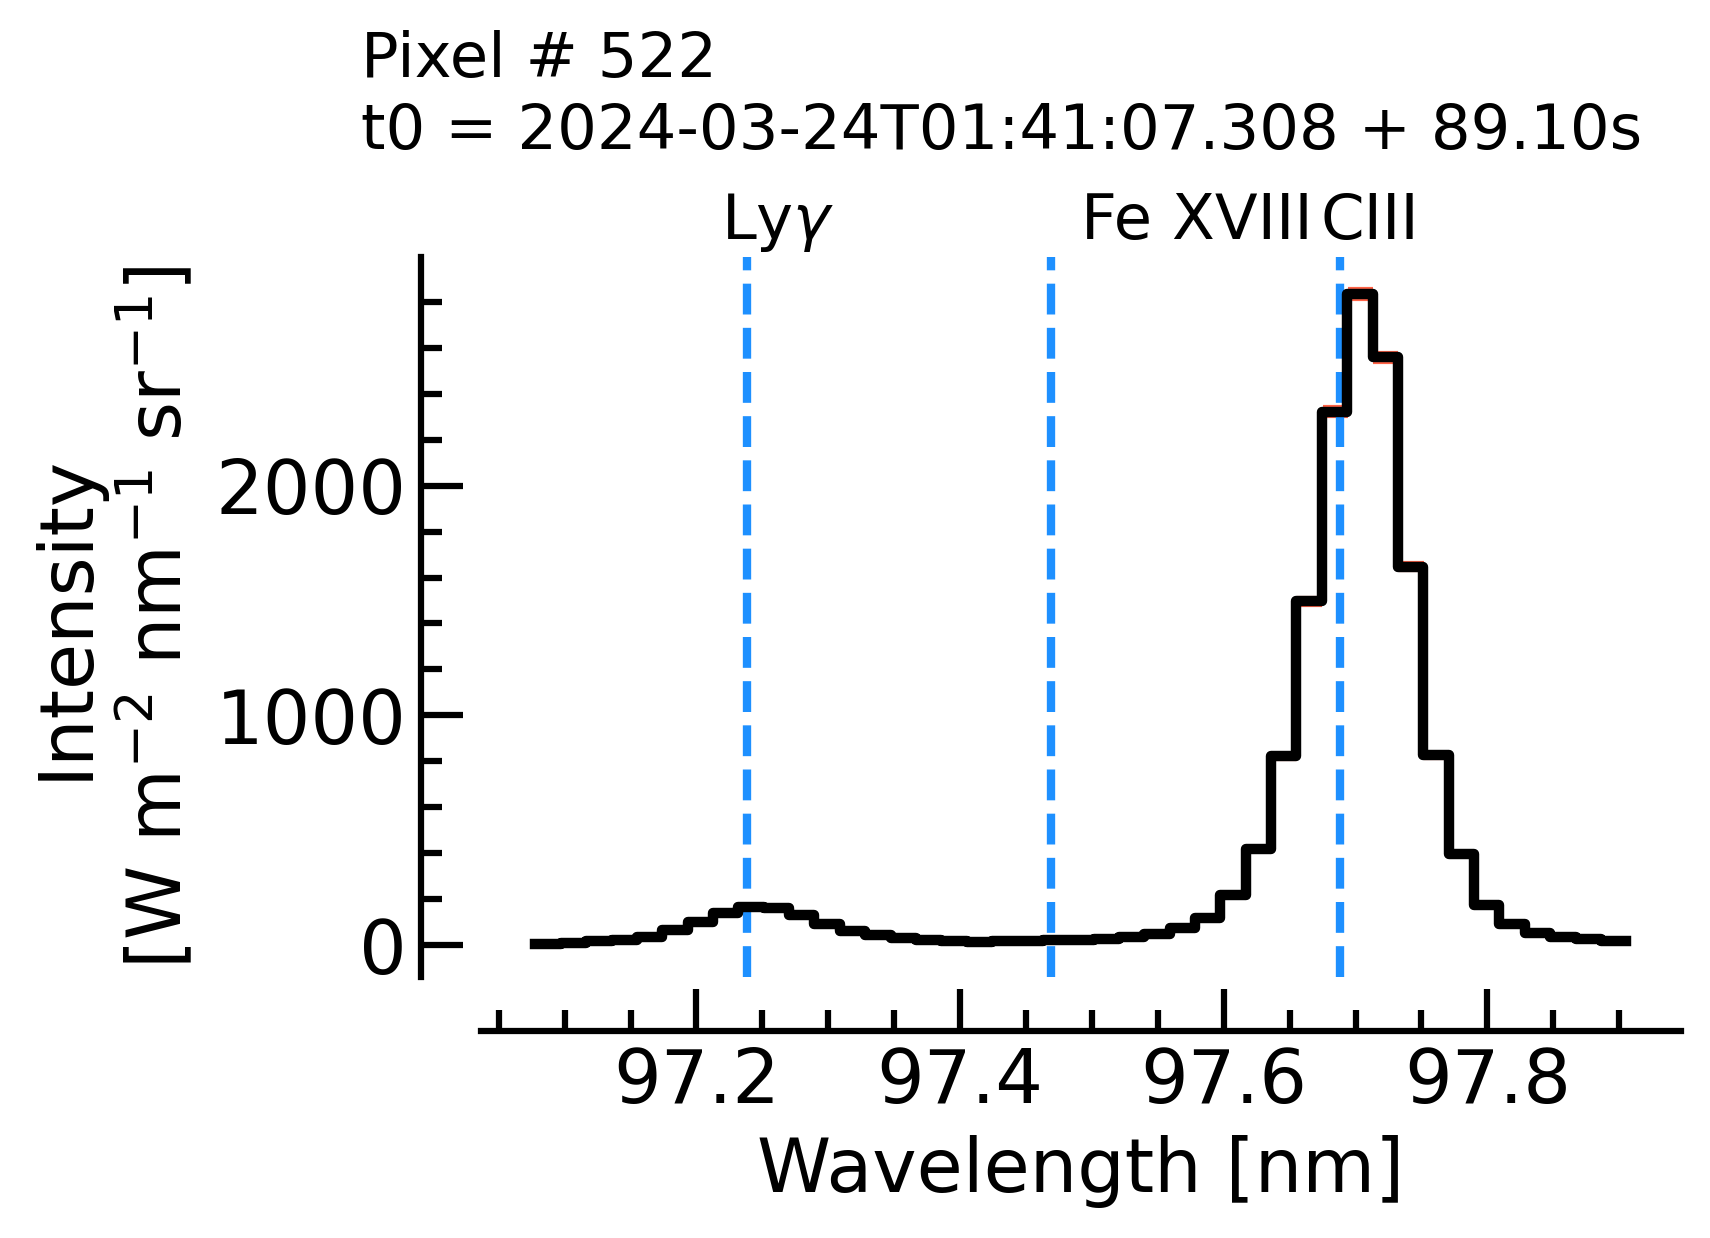 Pixel # 522
t0 = 2024-03-24T01:41:07.308 + 89.10s
Lyγ Fe XVIII CIII
Intensity
[W m⁻² nm⁻¹ sr⁻¹]
2000
1000
0
97.2 97.4 97.6 97.8
Wavelength [nm]